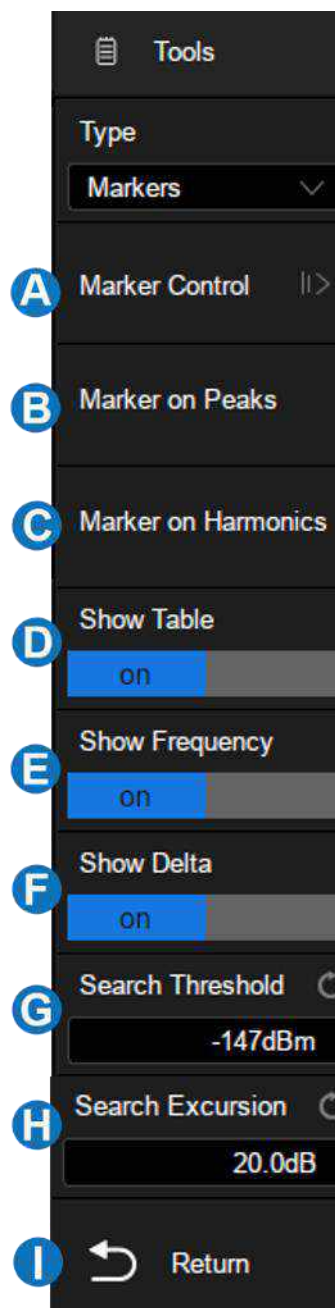 Tools
Type
Markers
A Marker Control
B Marker on Peaks
C Marker on Harmonics
D Show Table
on
E Show Frequency
on
F Show Delta
on
G Search Threshold
-147dBm
H Search Excursion
20.0dB
I Return